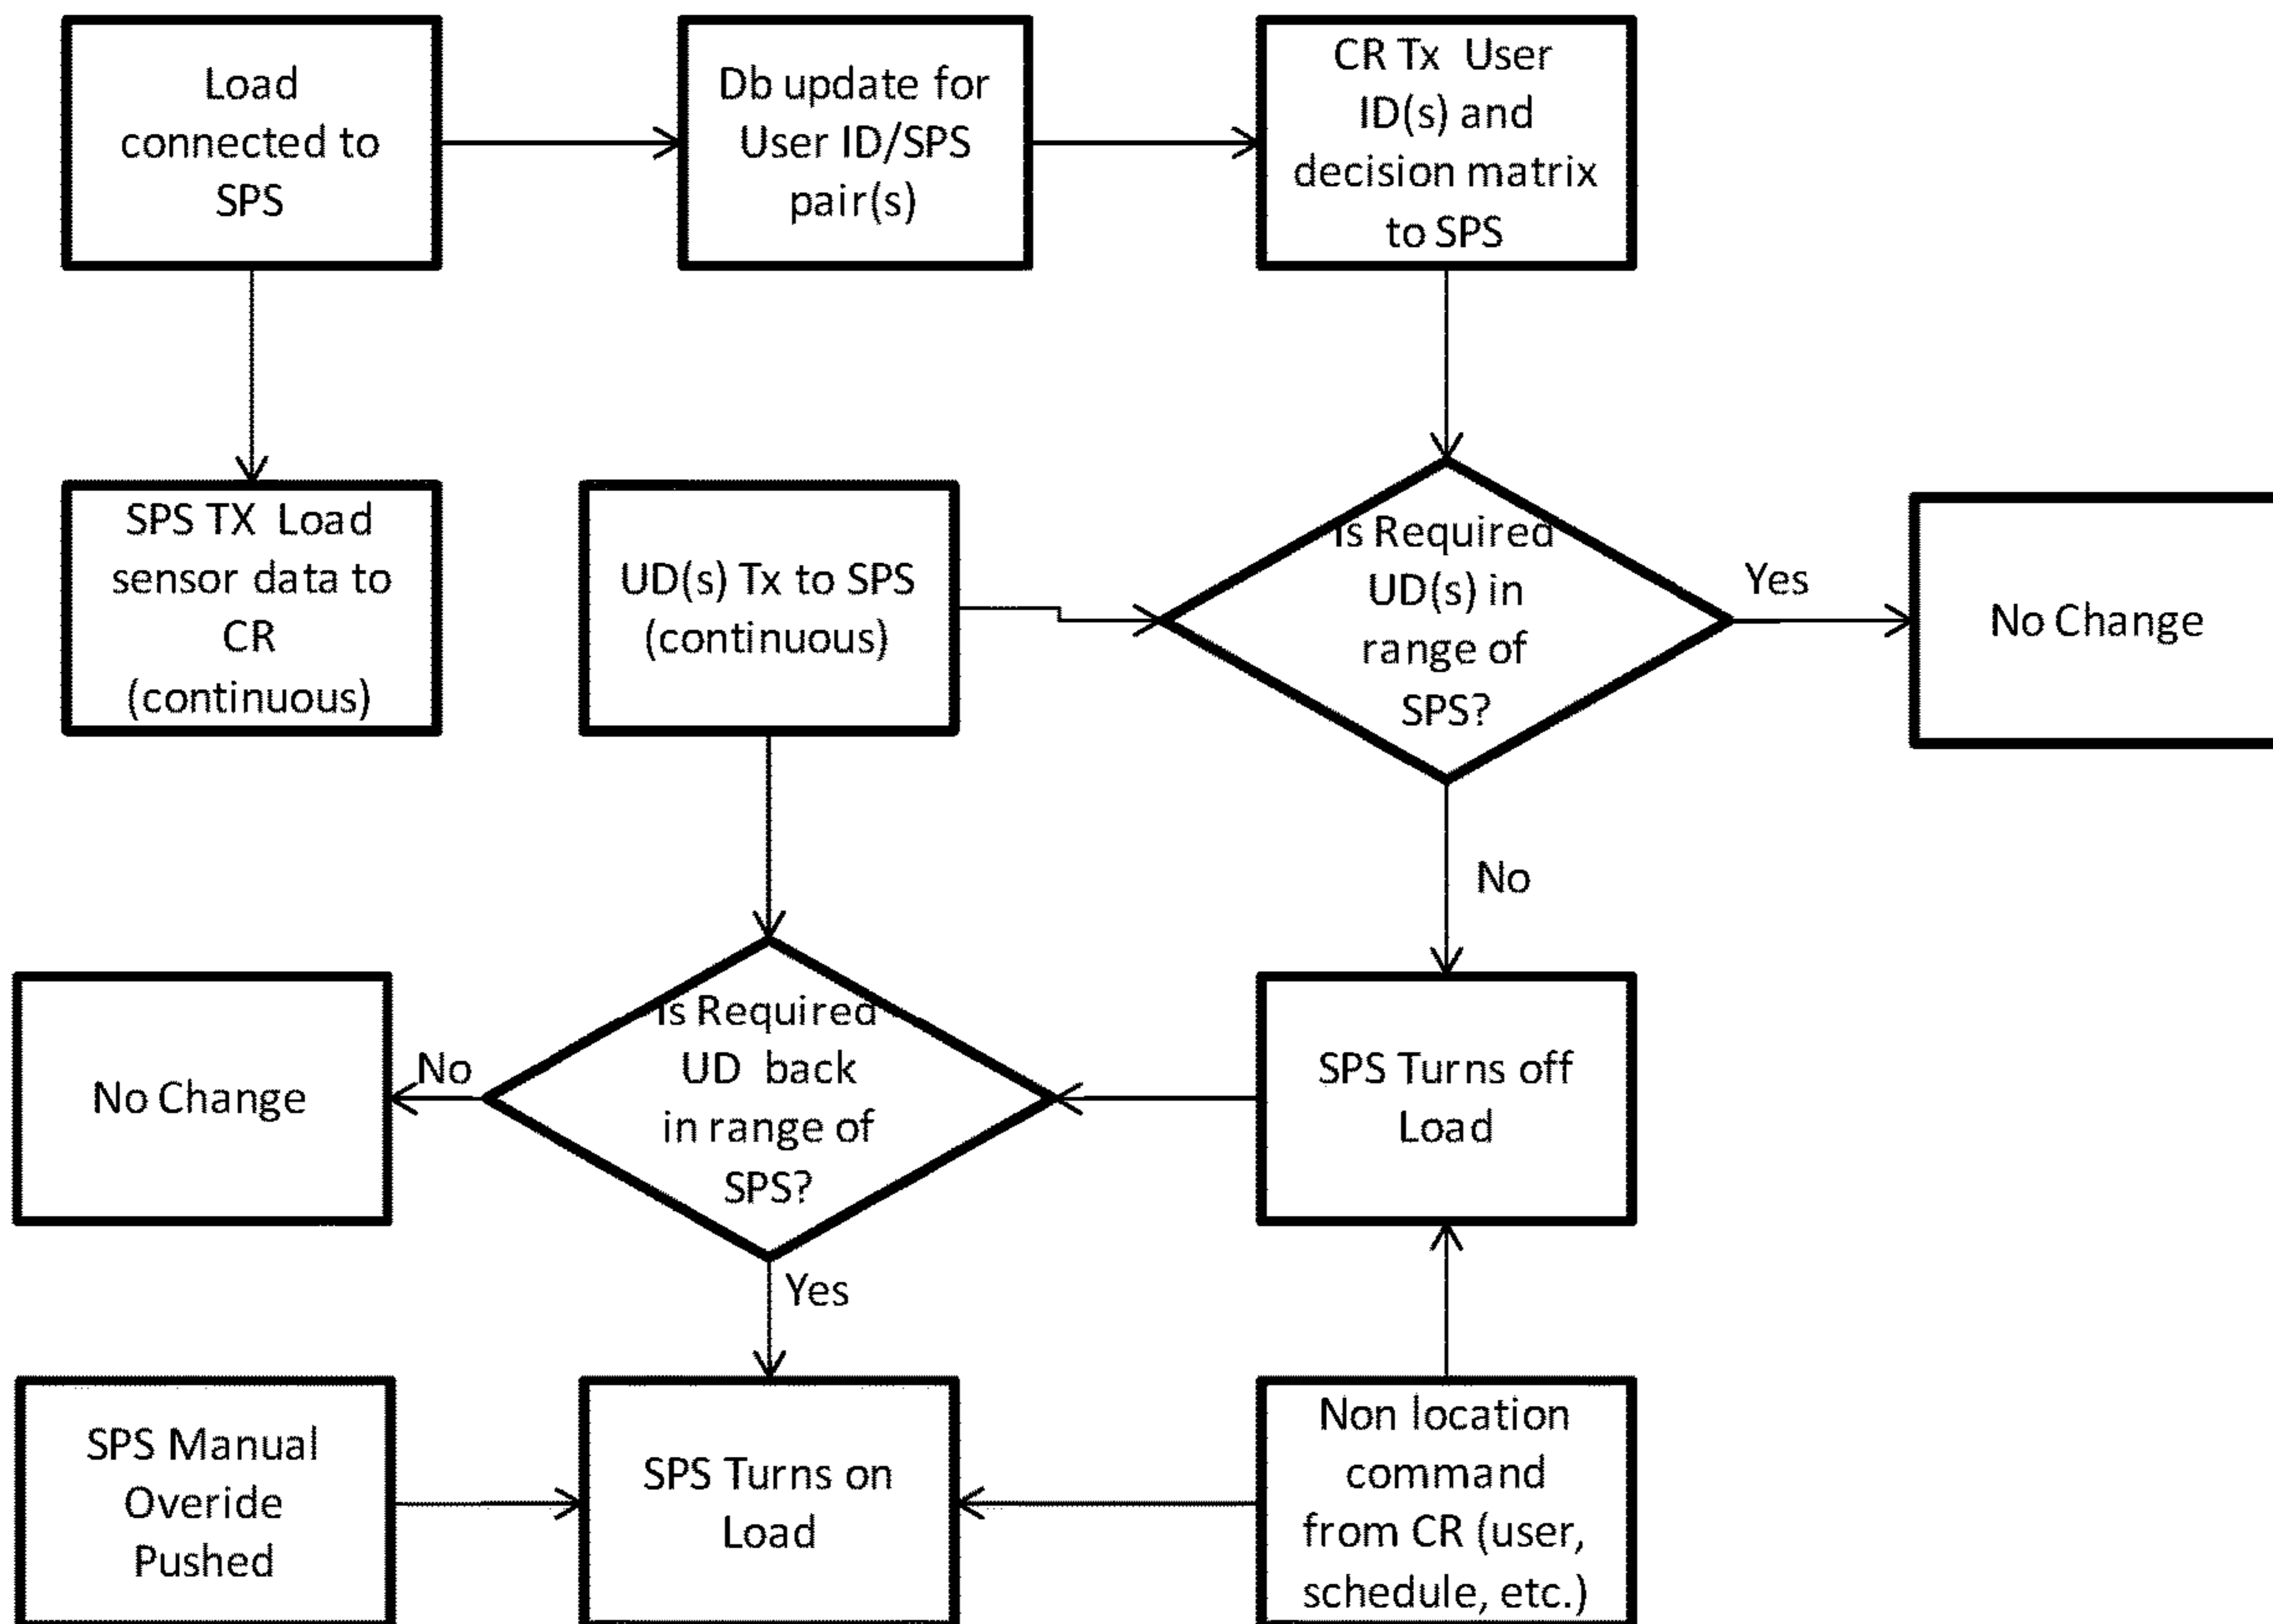 Load
connected to
SPS
Db update for
User ID/SPS
pair(s)
CR Tx User
ID(s) and
decision matrix
to SPS
SPS TX Load
sensor data to
CR
(continuous)
UD(s) Tx to SPS
(continuous)
Is Required
UD(s) in
range of
SPS?
Yes
No Change
No
No Change
No
Is Required
UD back
in range of
SPS?
SPS Turns off
Load
Yes
SPS Manual
Overide
Pushed
SPS Turns on
Load
Non location
command
from CR (user,
schedule, etc.)